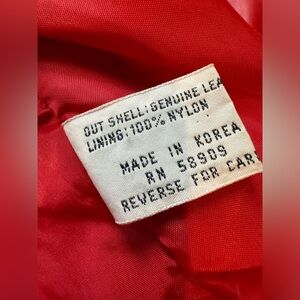 OUT SHELL:GENUINE LEA
LINING:100% NYLON
MADE IN KOREA
RN 58909
REVERSE FOR CAR